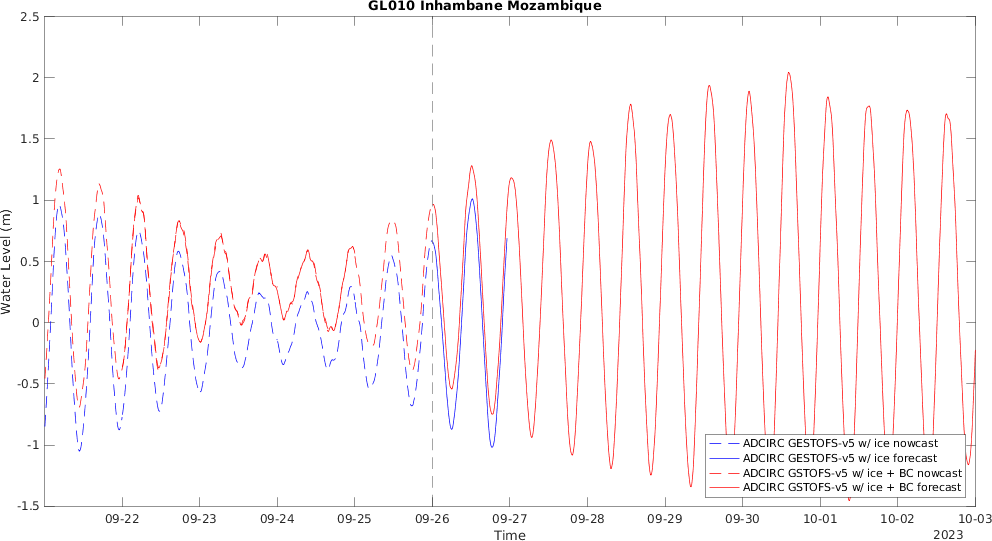 GL010 Inhambane Mozambique
2.5
2
1.5
1
0.5
0
-0.5
-1
-1.5
Water Level (m)
ADCIRC GESTOFS-v5 w/ ice nowcast
ADCIRC GESTOFS-v5 w/ ice forecast
ADCIRC GSTOFS-v5 w/ ice + BC nowcast
ADCIRC GSTOFS-v5 w/ ice + BC forecast
09-22 09-23 09-24 09-25 09-26 09-27 09-28 09-29 09-30 10-01 10-02 10-03
Time
2023